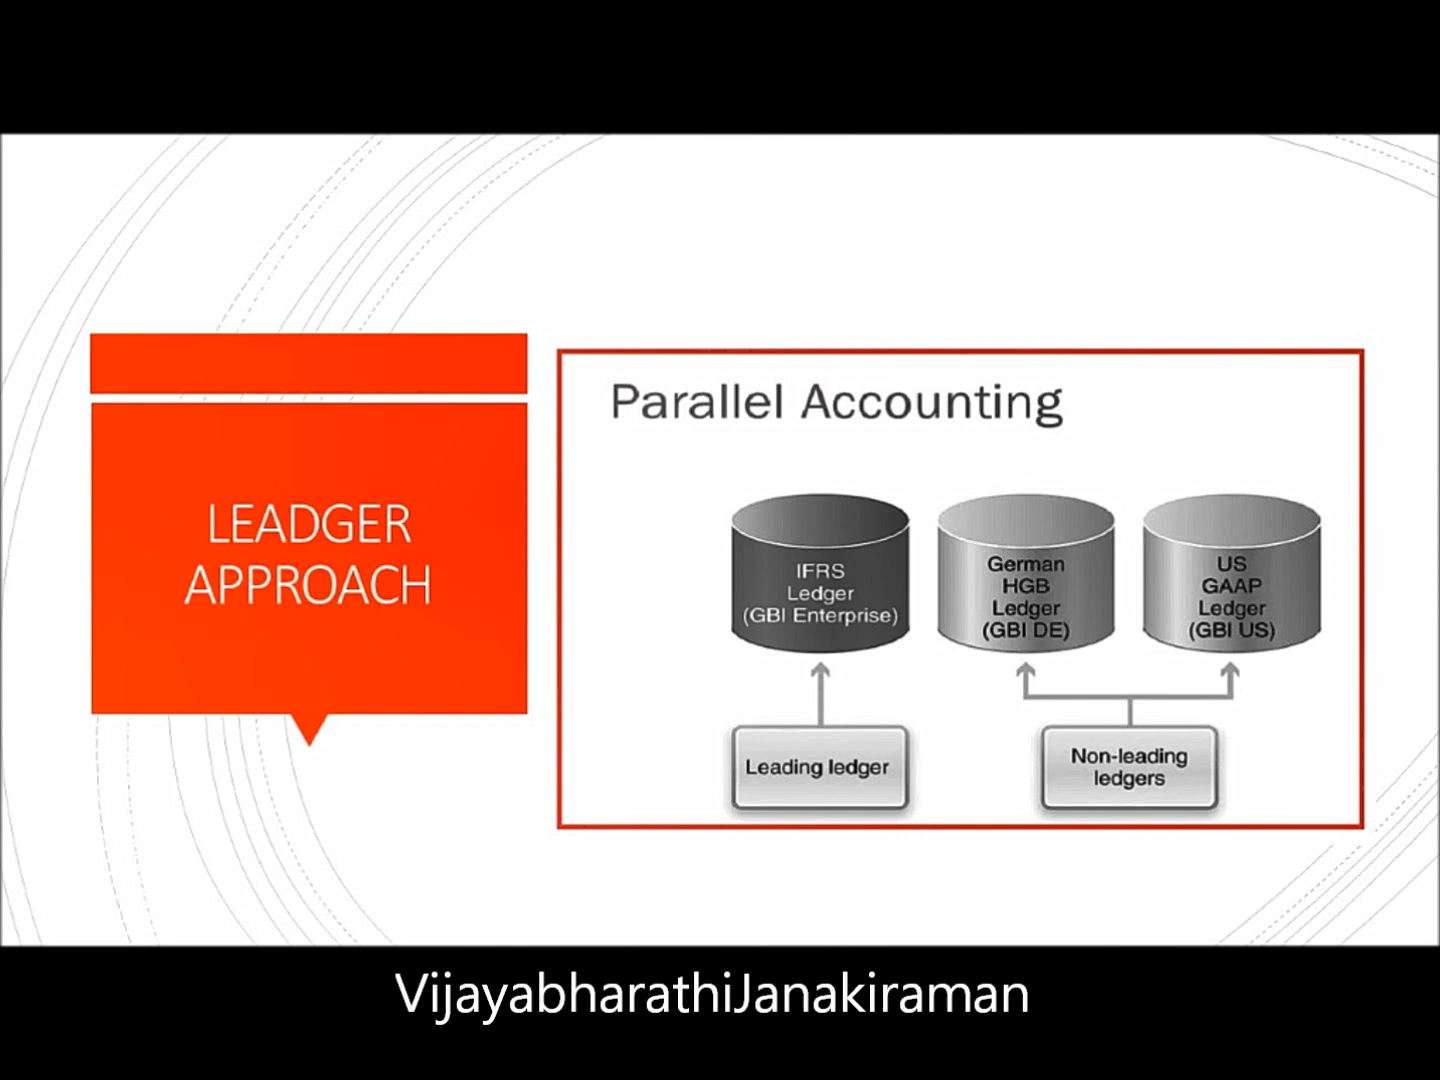 LEADGER
APPROACH
Parallel Accounting
IFRS
Ledger
(GBI Enterprise)
German
HGB
Ledger
(GBI DE)
US
GAAP
Ledger
(GBI US)
Leading ledger
Non-leading
ledgers
VijayabharathiJanakiraman